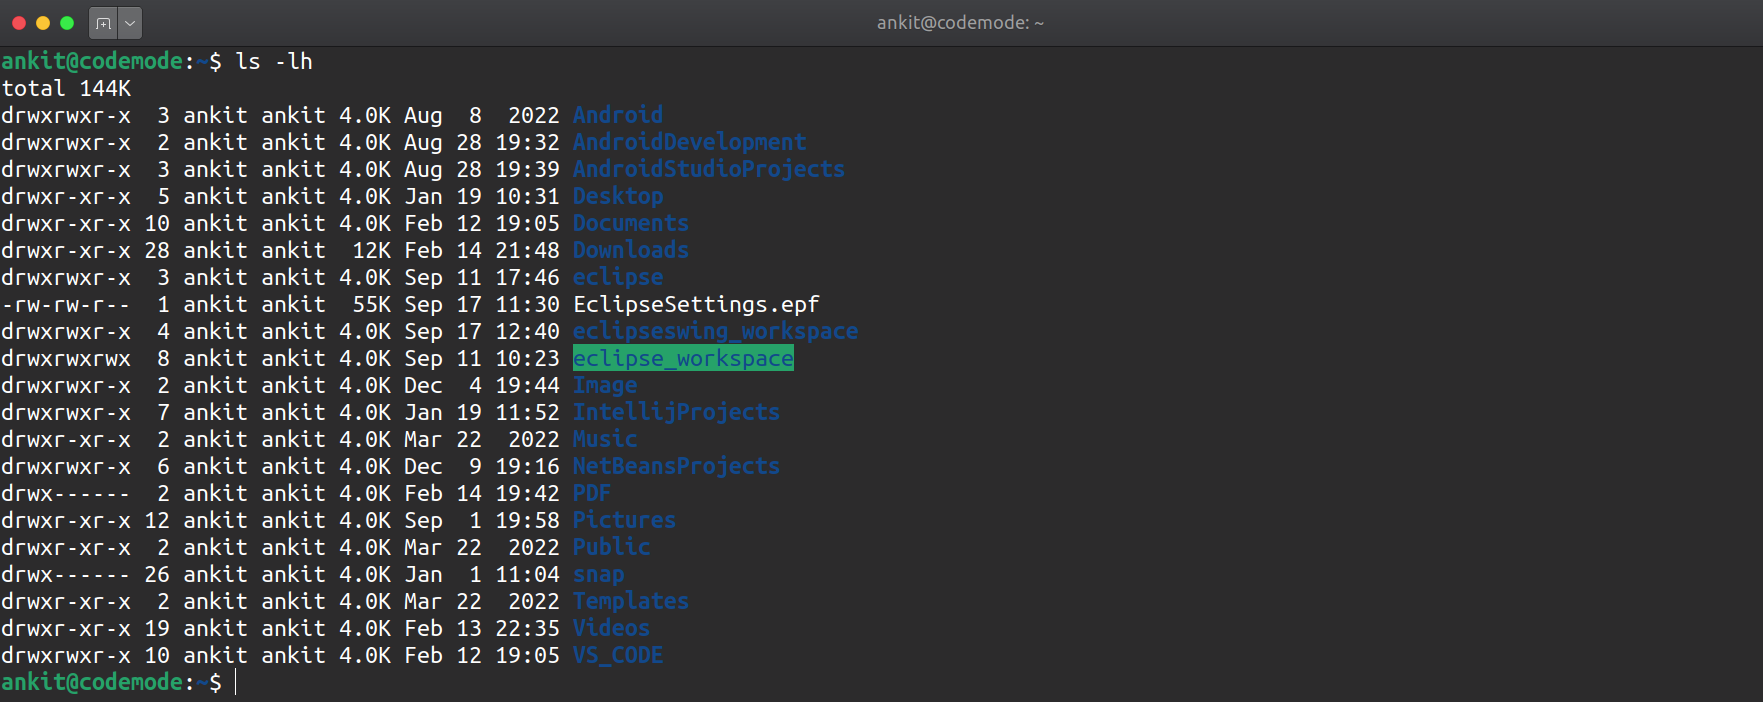 ankit@codemode: ~
ankit@codemode:~$ ls -lh
total 144K
drwxrwxr-x  3 ankit ankit 4.0K Aug  8  2022 Android
drwxrwxr-x  2 ankit ankit 4.0K Aug 28 19:32 AndroidDevelopment
drwxrwxr-x  3 ankit ankit 4.0K Aug 28 19:39 AndroidStudioProjects
drwxr-xr-x  5 ankit ankit 4.0K Jan 19 10:31 Desktop
drwxr-xr-x 10 ankit ankit 4.0K Feb 12 19:05 Documents
drwxr-xr-x 28 ankit ankit  12K Feb 14 21:48 Downloads
drwxrwxr-x  3 ankit ankit 4.0K Sep 11 17:46 eclipse
-rw-rw-r--  1 ankit ankit  55K Sep 17 11:30 EclipseSettings.epf
drwxrwxr-x  4 ankit ankit 4.0K Sep 17 12:40 eclipseswing_workspace
drwxrwxrwx  8 ankit ankit 4.0K Sep 11 10:23 eclipse_workspace
drwxrwxr-x  2 ankit ankit 4.0K Dec  4 19:44 Image
drwxrwxr-x  7 ankit ankit 4.0K Jan 19 11:52 IntellijProjects
drwxr-xr-x  2 ankit ankit 4.0K Mar 22  2022 Music
drwxrwxr-x  6 ankit ankit 4.0K Dec  9 19:16 NetBeansProjects
drwx------  2 ankit ankit 4.0K Feb 14 19:42 PDF
drwxr-xr-x 12 ankit ankit 4.0K Sep  1 19:58 Pictures
drwxr-xr-x  2 ankit ankit 4.0K Mar 22  2022 Public
drwx------ 26 ankit ankit 4.0K Jan  1 11:04 snap
drwxr-xr-x  2 ankit ankit 4.0K Mar 22  2022 Templates
drwxr-xr-x 19 ankit ankit 4.0K Feb 13 22:35 Videos
drwxrwxr-x 10 ankit ankit 4.0K Feb 12 19:05 VS_CODE
ankit@codemode:~$